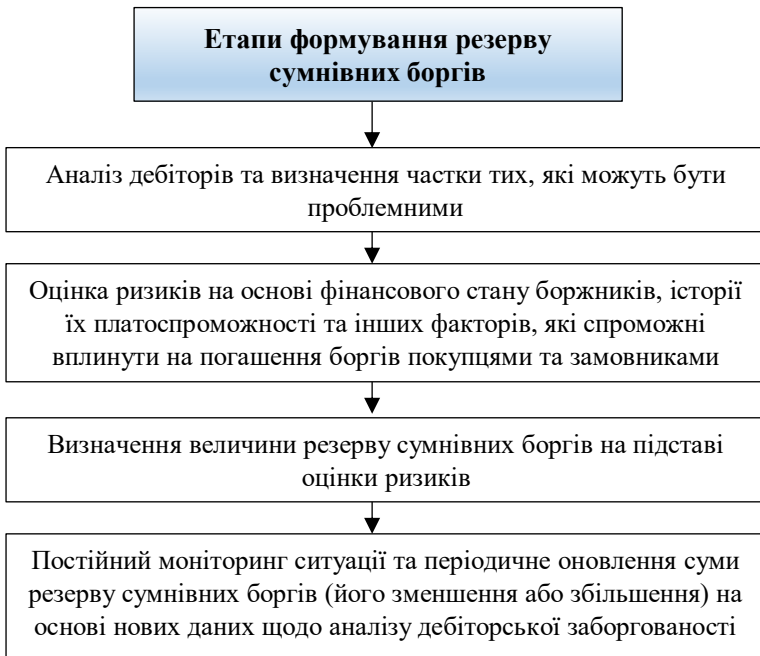 Етапи формування резерву
сумнівних боргів
Аналіз дебіторів та визначення частки тих, які можуть бути
проблемними
Оцінка ризиків на основі фінансового стану боржників, історії
їх платоспроможності та інших факторів, які спроможні
вплинути на погашення боргів покупцями та замовниками
Визначення величини резерву сумнівних боргів на підставі
оцінки ризиків
Постійний моніторинг ситуації та періодичне оновлення суми
резерву сумнівних боргів (його зменшення або збільшення) на
основі нових даних щодо аналізу дебіторської заборгованості